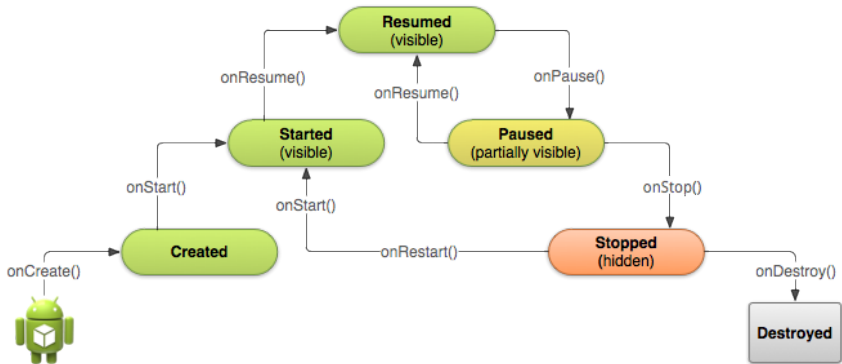 Resumed
(visible)
onResume()
onResume()
onPause()
Started
(visible)
Paused
(partially visible)
onStart()
onStart()
onStop()
Created
onRestart()
Stopped
(hidden)
onCreate()
onDestroy()
Destroyed